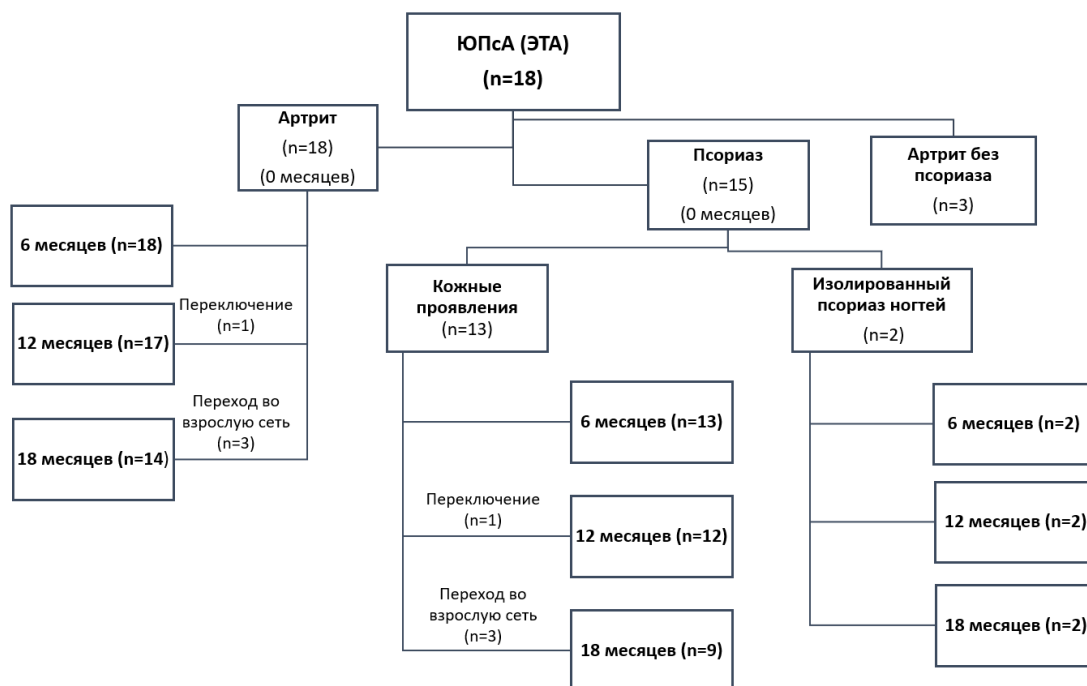 ЮПсА (ЭТА)
(n=18)
Артрит
(n=18)
(0 месяцев)
Псориаз
(n=15)
(0 месяцев)
Артрит без
псориаза
(n=3)
6 месяцев (n=18)
Переключение
(n=1)
12 месяцев (n=17)
Переход во
взрослую сеть
(n=3)
18 месяцев (n=14)
Кожные
проявления
(n=13)
6 месяцев (n=13)
Переключение
(n=1)
12 месяцев (n=12)
Переход во
взрослую сеть
(n=3)
18 месяцев (n=9)
Изолированный
псориаз ногтей
(n=2)
6 месяцев (n=2)
12 месяцев (n=2)
18 месяцев (n=2)